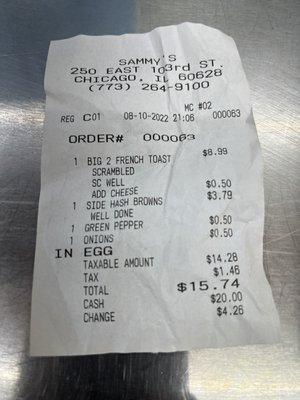 SAMMY'S
250 EAST 103rd ST.
CHICAGO, IL 60628
(773) 264-9100
MC #02
REG C01 08-10-2022 21:06 000063
ORDER# 000063
1 BIG 2 FRENCH TOAST $8.99
SCRAMBLED
SC WELL
ADD CHEESE $0.50
1 SIDE HASH BROWNS $3.79
WELL DONE
1 GREEN PEPPER $0.50
1 ONIONS $0.50
IN EGG
TAXABLE AMOUNT $14.28
TAX $1.46
TOTAL $15.74
CASH $20.00
CHANGE $4.26